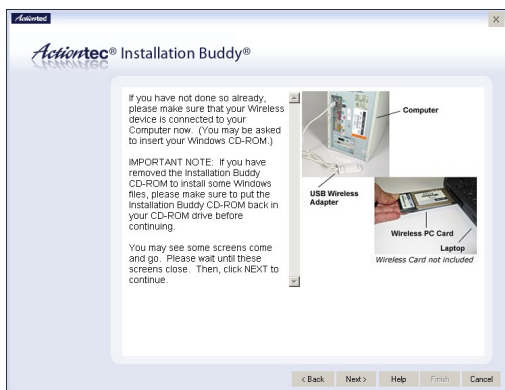 Actiontec
Actiontec® Installation Buddy®
If you have not done so already,
please make sure that your Wireless
device is connected to your
Computer now. (You may be asked
to insert your Windows CD-ROM.)
IMPORTANT NOTE: If you have
removed the Installation Buddy
CD-ROM to install some Windows
files, please make sure to put the
Installation Buddy CD-ROM back in
your CD-ROM drive before
continuing.
You may see some screens come
and go. Please wait until these
screens close. Then, click NEXT to
continue.
Computer
USB Wireless
Adapter
Wireless PC Card
Laptop
Wireless Card not included
< Back
Next >
Help
Finish
Cancel